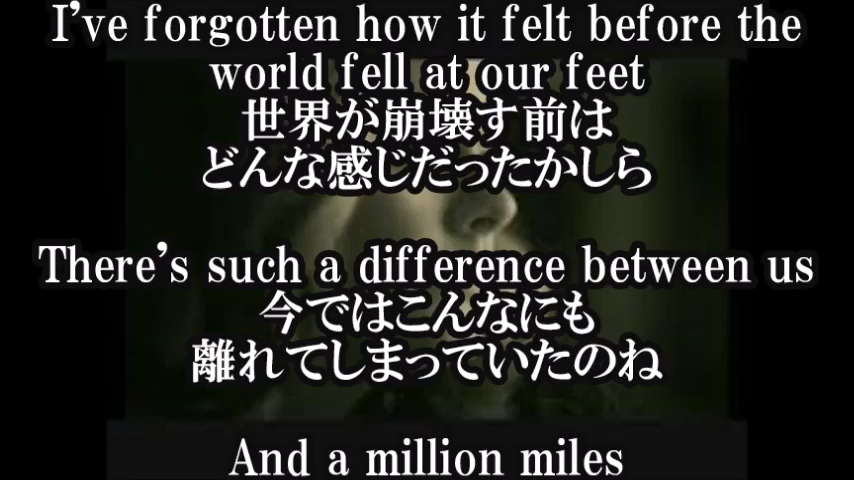 I've forgotten how it felt before the
world fell at our feet
世界が崩壊す前は
どんな感じだったかしら
There's such a difference between us
今ではこんなにも
離れてしまっていたのね
And a million miles